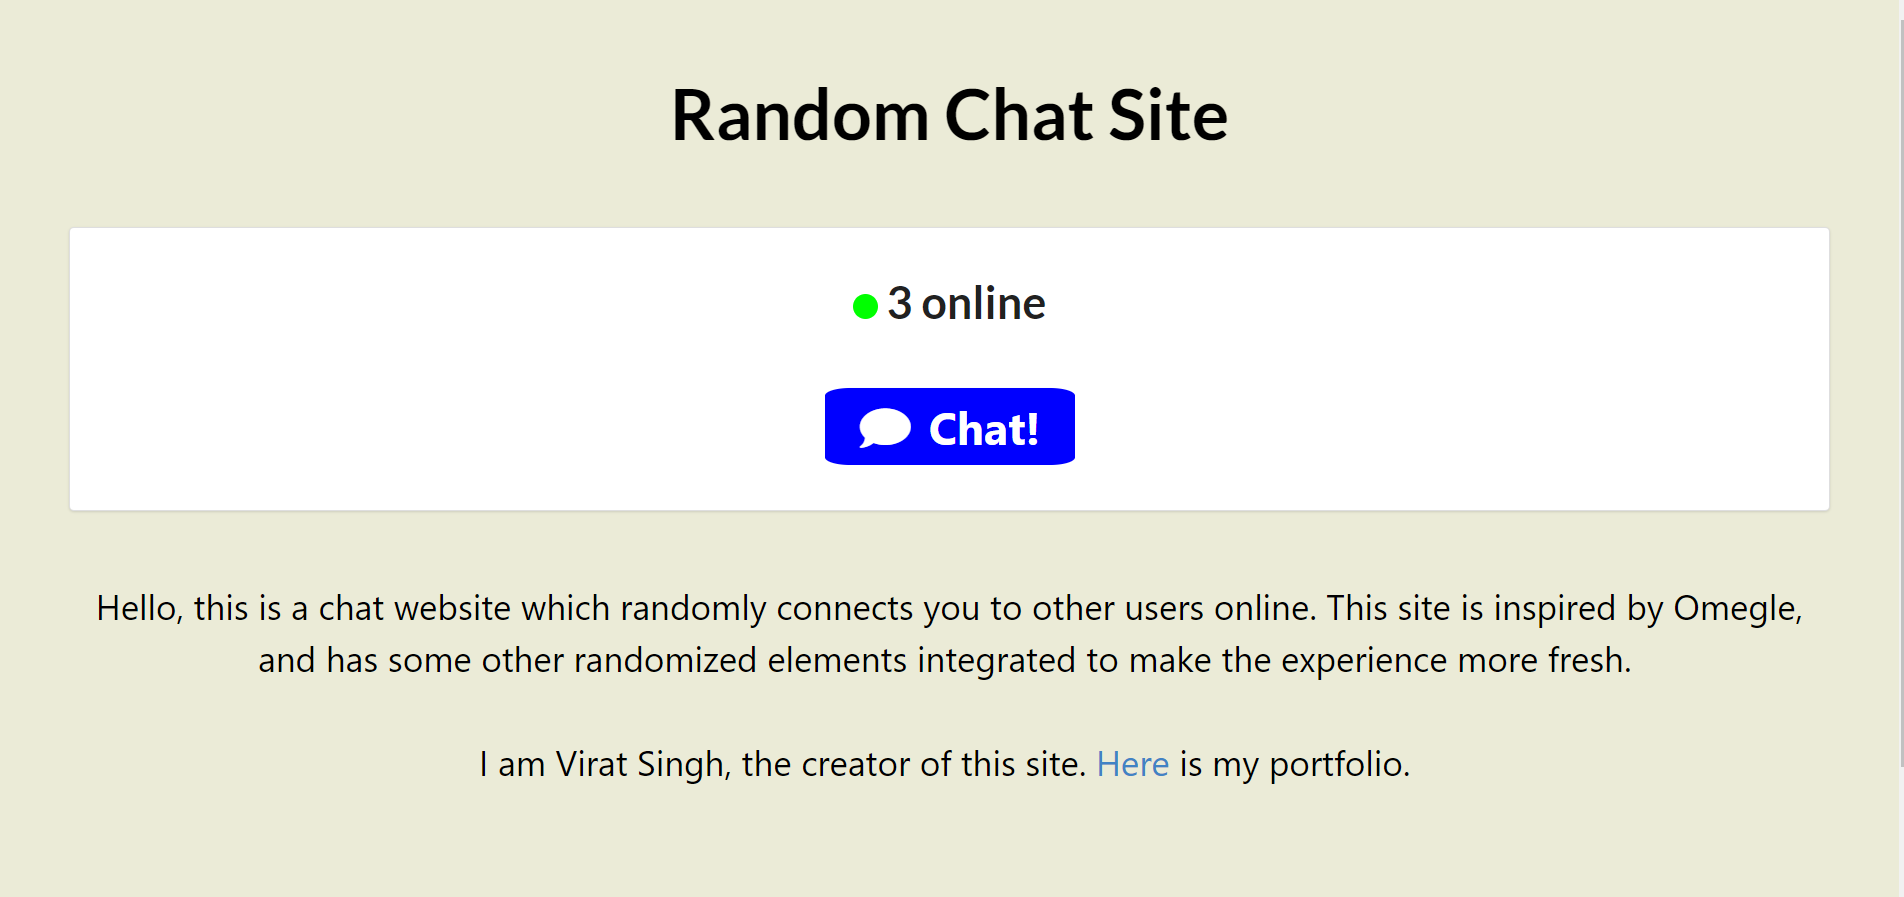 Random Chat Site
3 online
Chat!
Hello, this is a chat website which randomly connects you to other users online. This site is inspired by Omegle,
and has some other randomized elements integrated to make the experience more fresh.
I am Virat Singh, the creator of this site. Here is my portfolio.